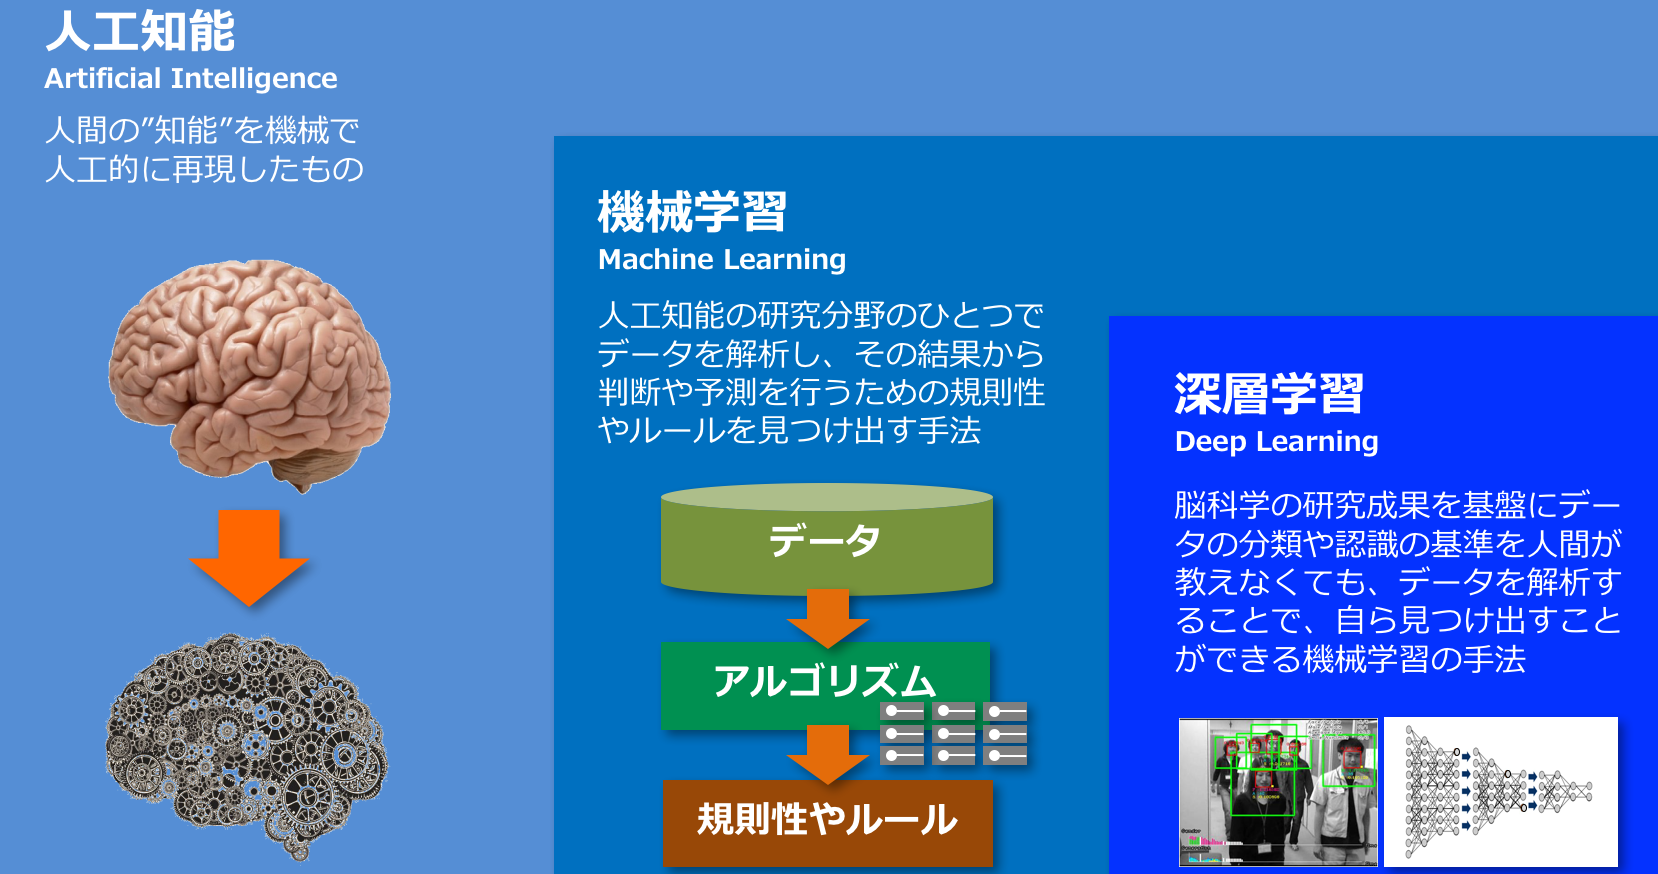 人工知能
Artificial Intelligence
人間の”知能”を機械で
人工的に再現したもの
機械学習
Machine Learning
人工知能の研究分野のひとつで
データを解析し、その結果から
判断や予測を行うための規則性
やルールを見つけ出す手法
データ
アルゴリズム
規則性やルール
深層学習
Deep Learning
脳科学の研究成果を基盤にデー
タの分類や認識の基準を人間が
教えなくても、データを解析す
ることで、自ら見つけ出すこと
ができる機械学習の手法